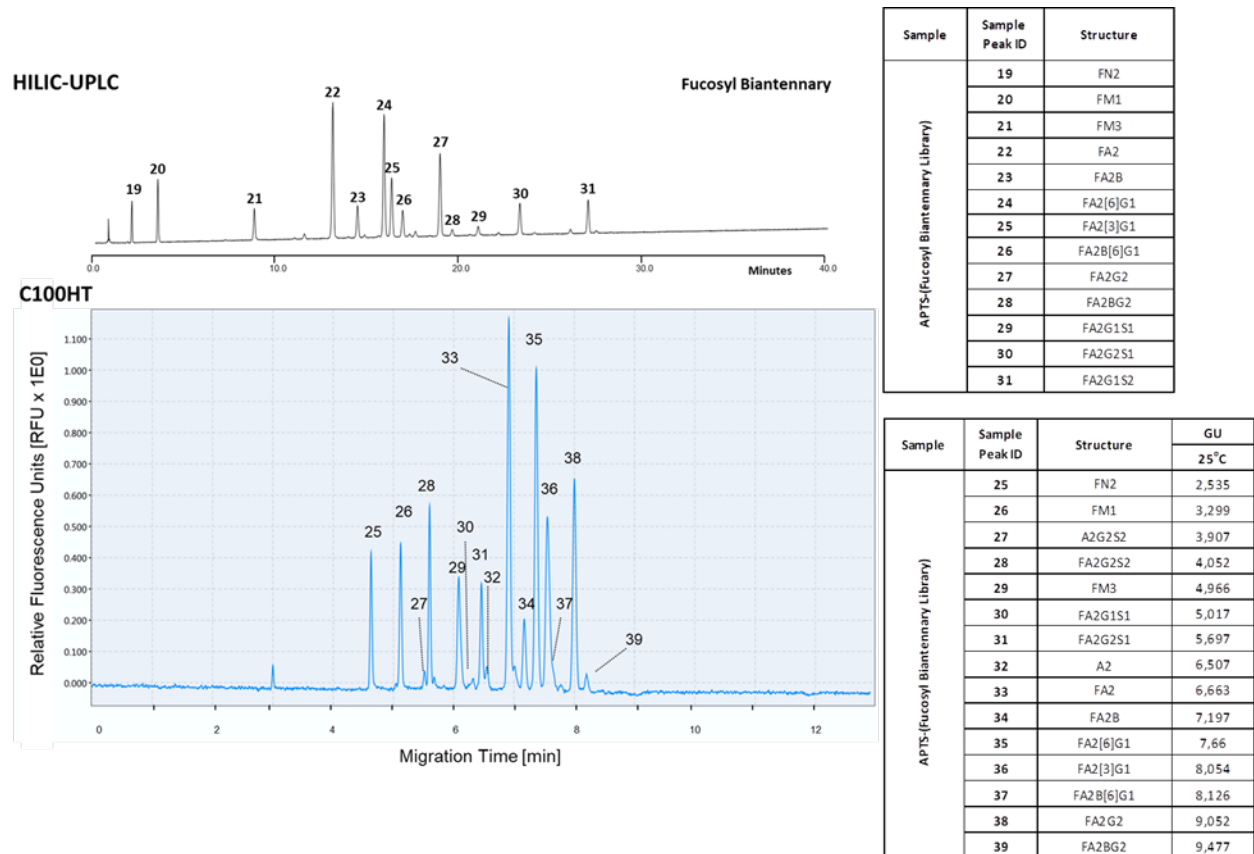 HILIC-UPLC
Fucosyl Biantennary
19
20
21
22
23
24
25
26
27
28
29
30
31
0.0
10.0
20.0
30.0
Minutes
40.0
C100HT
Relative Fluorescence Units [RFU x 1E0]
1.100
1.000
0.900
0.800
0.700
0.600
0.500
0.400
0.300
0.200
0.100
0.000
25
26
27
28
29
30
31
32
33
34
35
36
37
38
39
0
2
4
6
8
10
12
Migration Time [min]
Sample
Sample Peak ID
Structure
APTS-(Fucosyl Biantennary Library)
19 FN2
20 FM1
21 FM3
22 FA2
23 FA2B
24 FA2[6]G1
25 FA2[3]G1
26 FA2B[6]G1
27 FA2G2
28 FA2BG2
29 FA2G1S1
30 FA2G2S1
31 FA2G1S2
Sample
Sample Peak ID
Structure
GU
25°C
APTS-(Fucosyl Biantennary Library)
25 FN2 2,535
26 FM1 3,299
27 A2G2S2 3,907
28 FA2G2S2 4,052
29 FM3 4,966
30 FA2G1S1 5,017
31 FA2G2S1 5,697
32 A2 6,507
33 FA2 6,663
34 FA2B 7,197
35 FA2[6]G1 7,66
36 FA2[3]G1 8,054
37 FA2B[6]G1 8,126
38 FA2G2 9,052
39 FA2BG2 9,477